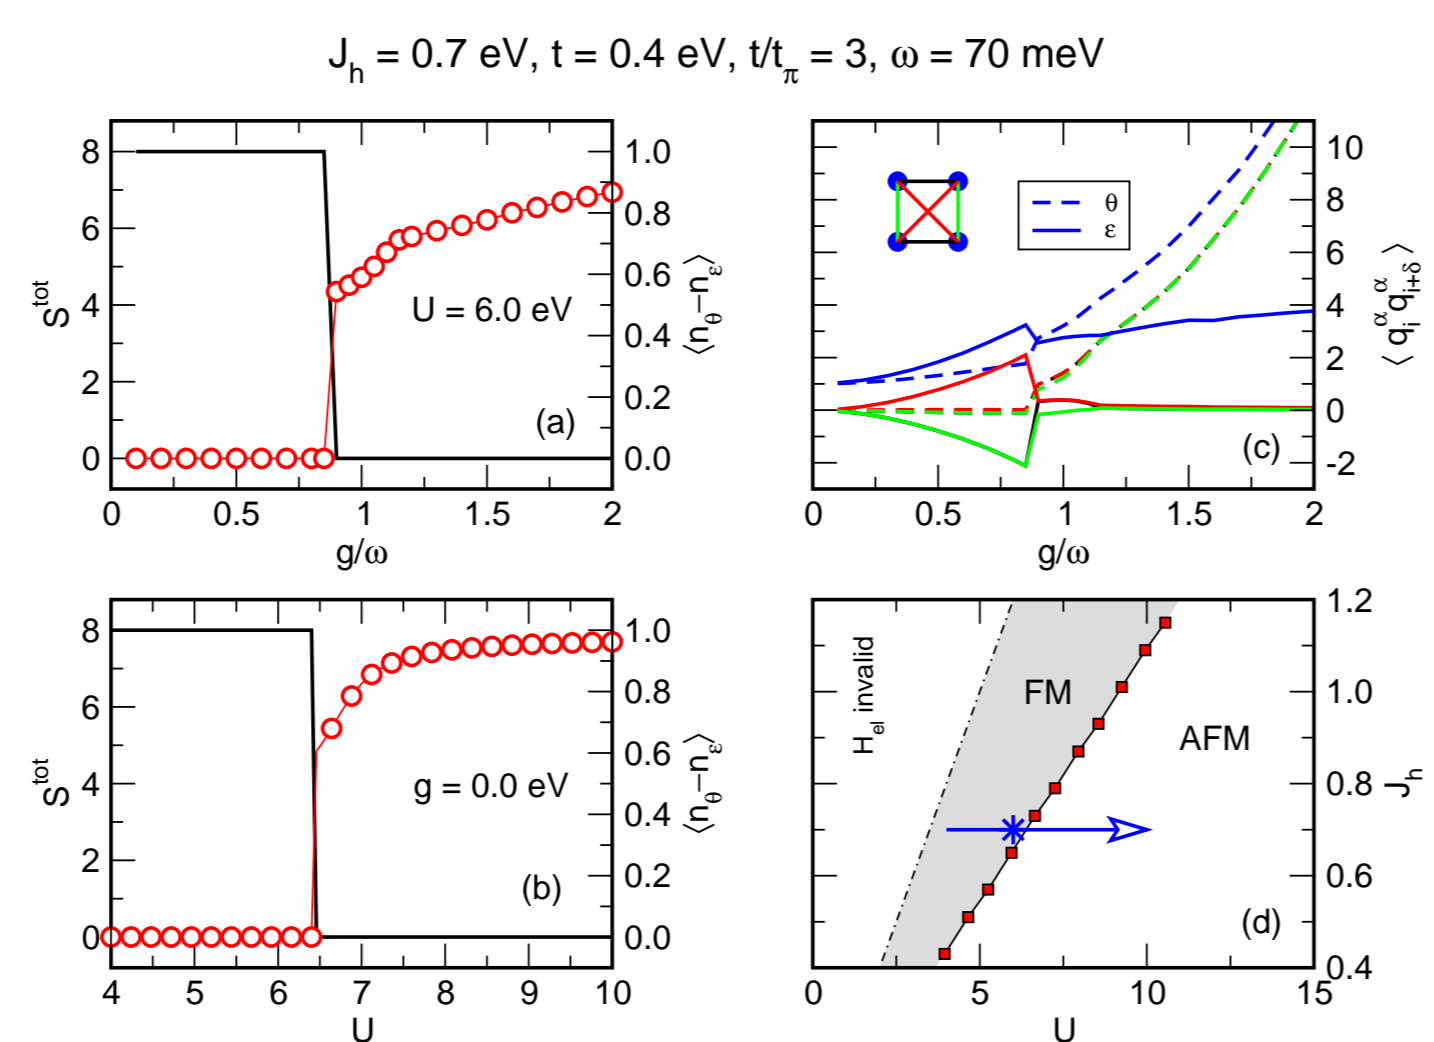 J_h = 0.7 eV, t = 0.4 eV, t/t_π = 3, ω = 70 meV
8
6
4
2
0
S^tot
1.0
0.8
0.6
0.4
0.2
0.0
⟨n_θ−n_ε⟩
U = 6.0 eV
(a)
0 0.5 1 1.5 2
g/ω
θ
ε
10
8
6
4
2
0
-2
⟨ q_i^α q_{i+δ}^α ⟩
(c)
0 0.5 1 1.5 2
g/ω
8
6
4
2
0
S^tot
1.0
0.8
0.6
0.4
0.2
0.0
⟨n_θ−n_ε⟩
g = 0.0 eV
(b)
4 5 6 7 8 9 10
U
H_el invalid
FM
AFM
1.2
1.0
0.8
0.6
0.4
J_h
(d)
0 5 10 15
U